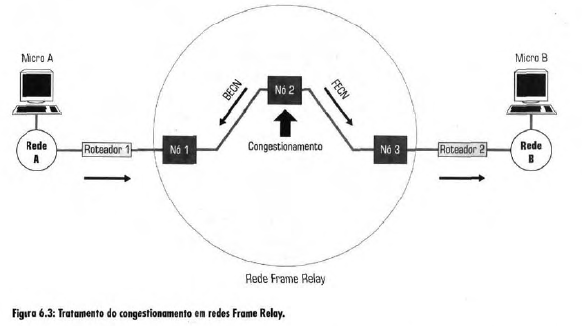 Micro A
Micro B
BECN
FECN
Nó 2
Rede
A
Roteador 1
Nó 1
Congestionamento
Nó 3
Roteador 2
Rede
B
Rede Frame Relay
Figura 6.3: Tratamento do congestionamento em redes Frame Relay.